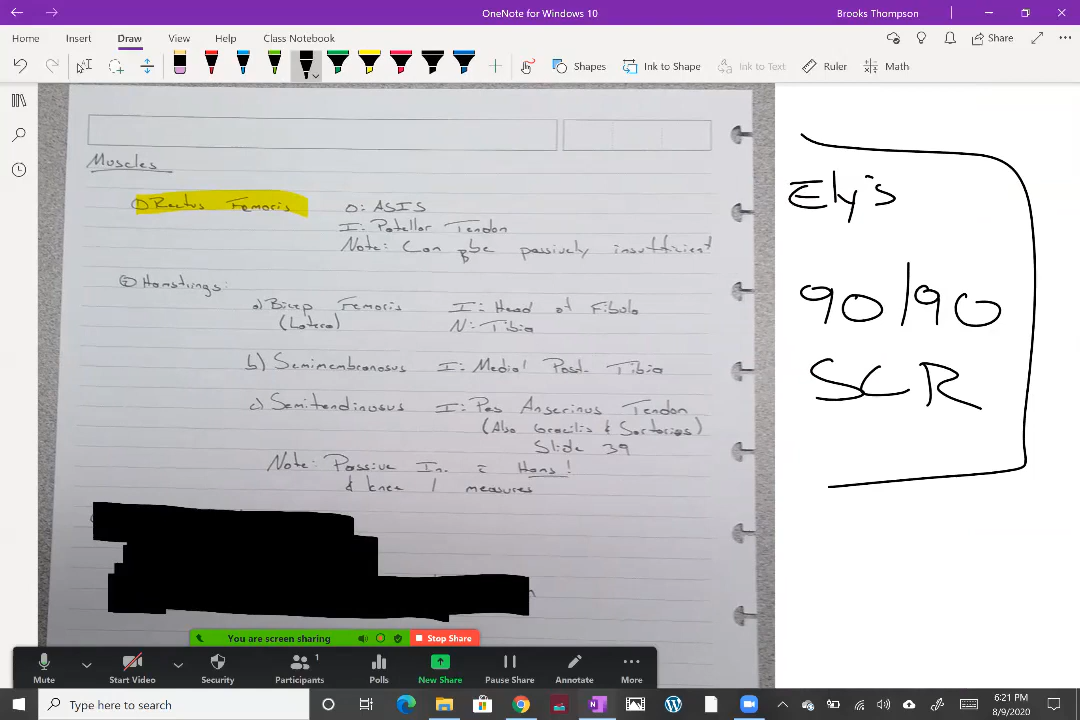 OneNote for Windows 10
Brooks Thompson
Home Insert Draw View Help Class Notebook
Share
Shapes Ink to Shape Ink to Text Ruler Math
Muscles
① Rectus Femoris O: ASIS
I: Patellar Tendon
Note: Can be passively insufficient
② Hamstrings:
a) Bicep Femoris I: Head of Fibula
(Lateral) N: Tibia
b) Semimembranosus I: Medial Post. Tibia
c) Semitendinosus I: Pes Anserinus Tendon
(Also Gracilis & Sartorius)
Slide 39
Note: Passive In. Hams!
& knee measures
Ely's
90/90
SCR
You are screen sharing Stop Share
Mute Start Video Security Participants 1 Polls New Share Pause Share Annotate More
Type here to search
6:21 PM
8/9/2020